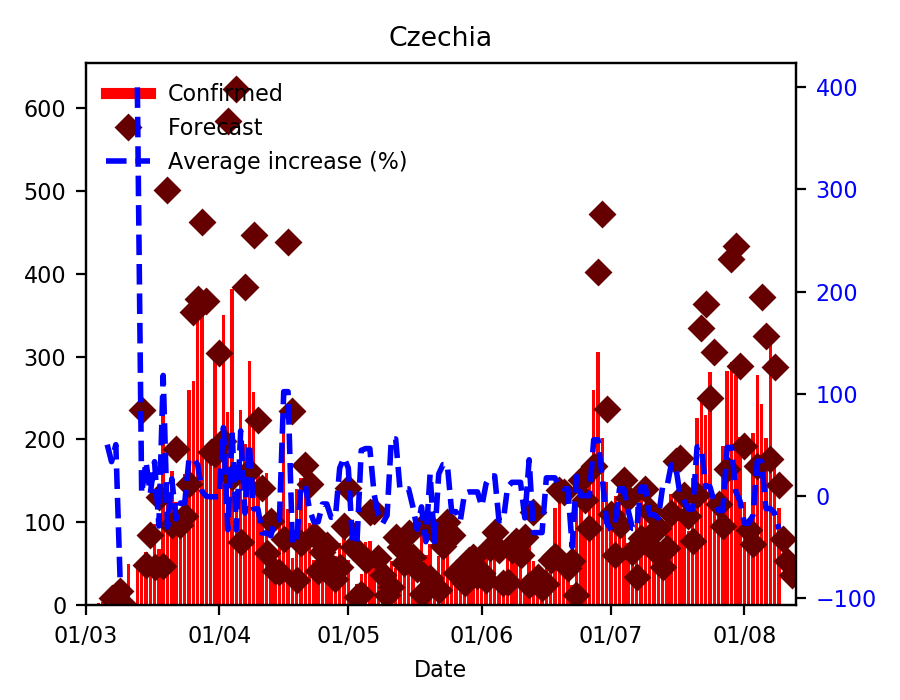 Czechia
Confirmed
Forecast
Average increase (%)
600
500
400
300
200
100
0
400
300
200
100
0
−100
01/03 01/04 01/05 01/06 01/07 01/08
Date